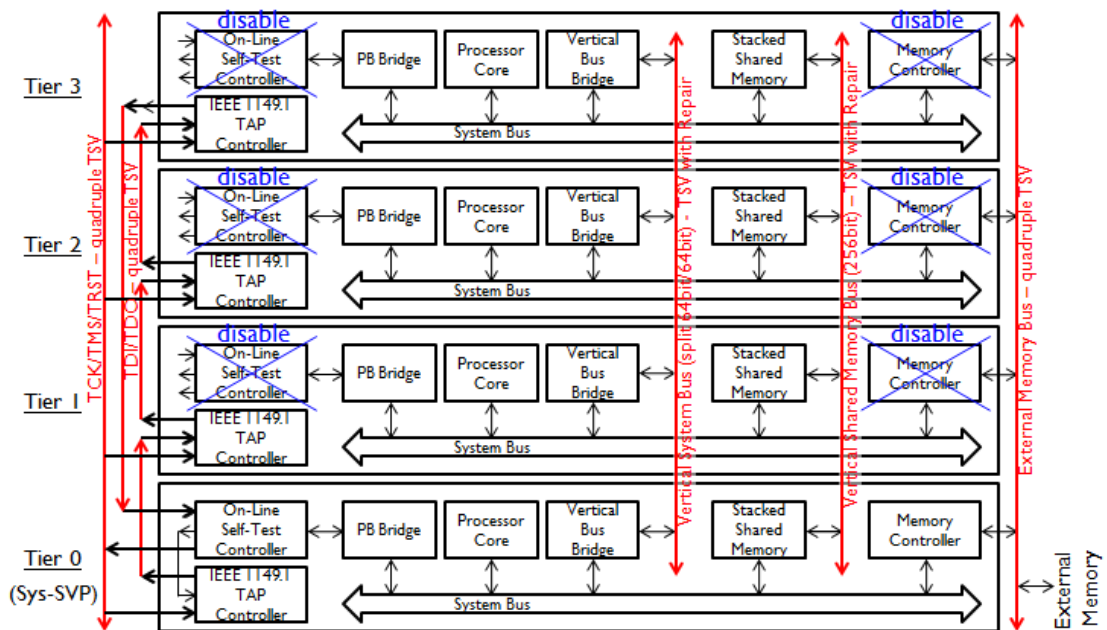 disable
disable
On-Line
Self-Test
Controller
PB Bridge
Processor
Core
Vertical
Bus
Bridge
Stacked
Shared
Memory
Memory
Controller
Tier 3
IEEE 1149.1
TAP
Controller
System Bus
disable
disable
On-Line
Self-Test
Controller
PB Bridge
Processor
Core
Vertical
Bus
Bridge
Stacked
Shared
Memory
Memory
Controller
Tier 2
IEEE 1149.1
TAP
Controller
System Bus
disable
disable
On-Line
Self-Test
Controller
PB Bridge
Processor
Core
Vertical
Bus
Bridge
Stacked
Shared
Memory
Memory
Controller
Tier 1
IEEE 1149.1
TAP
Controller
System Bus
On-Line
Self-Test
Controller
PB Bridge
Processor
Core
Vertical
Bus
Bridge
Stacked
Shared
Memory
Memory
Controller
Tier 0
(Sys-SVP)
IEEE 1149.1
TAP
Controller
System Bus
TCK/TMS/TRST – quadruple TSV
TDI/TDO – quadruple TSV
Vertical System Bus (split 64bit/64bit) - TSV with Repair
Vertical Shared Memory Bus (256bit) – TSV with Repair
External Memory Bus – quadruple TSV
External
Memory